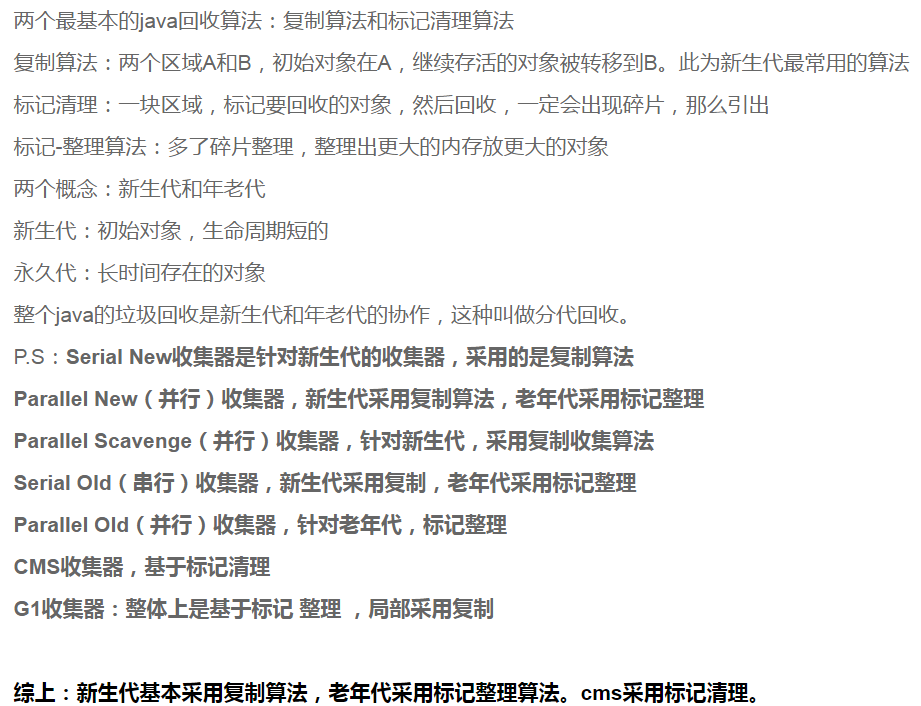 两个最基本的java回收算法：复制算法和标记清理算法
复制算法：两个区域A和B，初始对象在A，继续存活的对象被转移到B。此为新生代最常用的算法
标记清理：一块区域，标记要回收的对象，然后回收，一定会出现碎片，那么引出
标记-整理算法：多了碎片整理，整理出更大的内存放更大的对象
两个概念：新生代和年老代
新生代：初始对象，生命周期短的
永久代：长时间存在的对象
整个java的垃圾回收是新生代和年老代的协作，这种叫做分代回收。
P.S：Serial New收集器是针对新生代的收集器，采用的是复制算法
Parallel New（并行）收集器，新生代采用复制算法，老年代采用标记整理
Parallel Scavenge（并行）收集器，针对新生代，采用复制收集算法
Serial Old（串行）收集器，新生代采用复制，老年代采用标记整理
Parallel Old（并行）收集器，针对老年代，标记整理
CMS收集器，基于标记清理
G1收集器：整体上是基于标记 整理 ，局部采用复制
综上：新生代基本采用复制算法，老年代采用标记整理算法。cms采用标记清理。